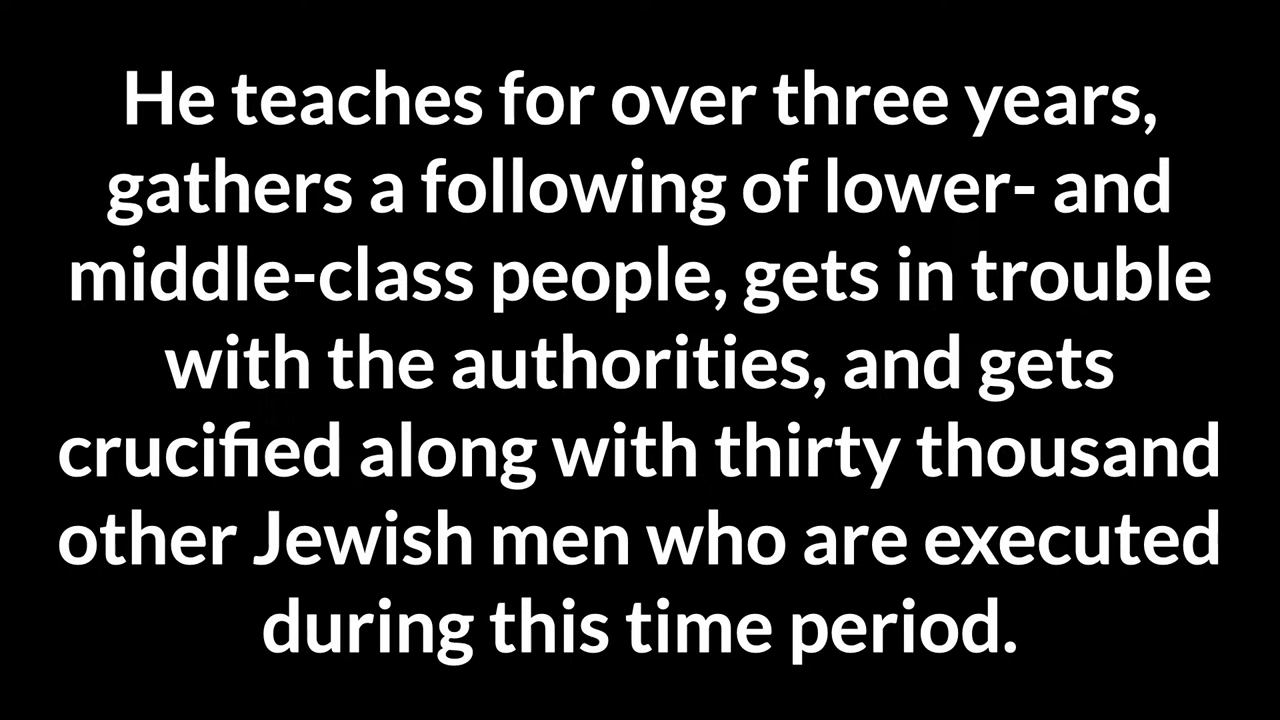 He teaches for over three years,
gathers a following of lower- and
middle-class people, gets in trouble
with the authorities, and gets
crucified along with thirty thousand
other Jewish men who are executed
during this time period.